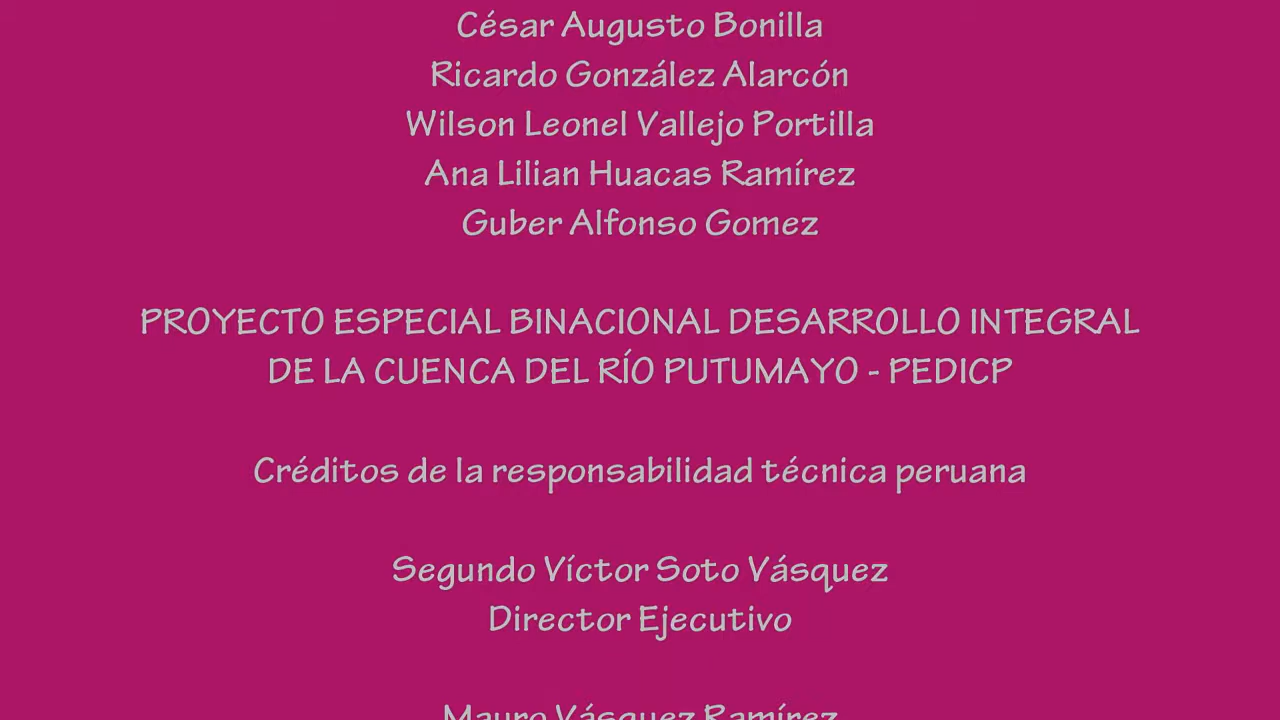 César Augusto Bonilla
Ricardo González Alarcón
Wilson Leonel Vallejo Portilla
Ana Lilian Huacas Ramírez
Guber Alfonso Gomez
PROYECTO ESPECIAL BINACIONAL DESARROLLO INTEGRAL
DE LA CUENCA DEL RÍO PUTUMAYO - PEDICP
Créditos de la responsabilidad técnica peruana
Segundo Víctor Soto Vásquez
Director Ejecutivo
Mauro Vásquez Ramírez